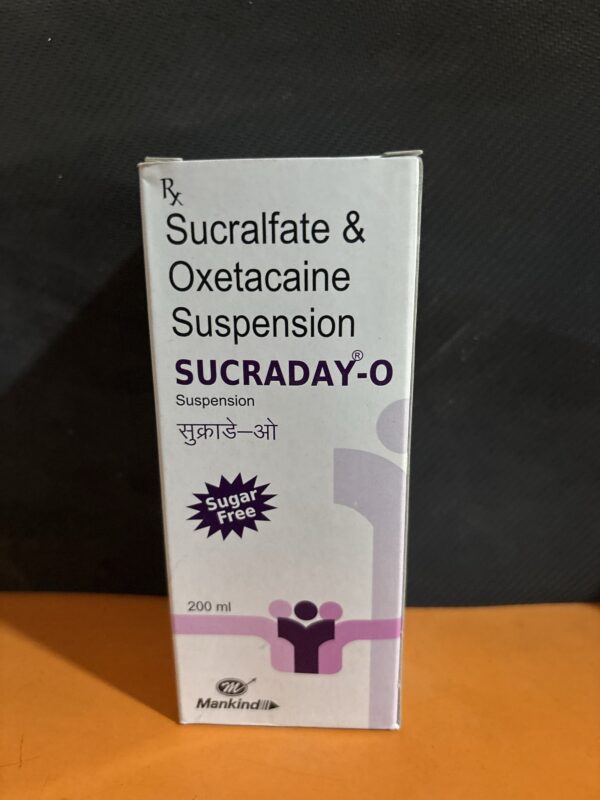 Rx
Sucralfate &
Oxetacaine
Suspension
SUCRADAY®-O
Suspension
सुक्राडे–ओ
Sugar
Free
200 ml
m
Mankind